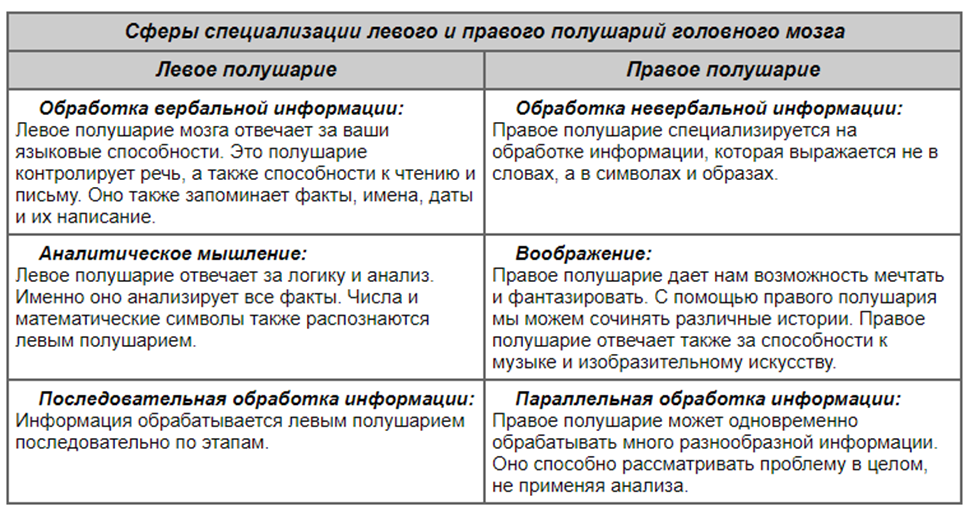 Сферы специализации левого и правого полушарий головного мозга
Левое полушарие
Правое полушарие
Обработка вербальной информации:
Левое полушарие мозга отвечает за ваши
языковые способности. Это полушарие
контролирует речь, а также способности к чтению и
письму. Оно также запоминает факты, имена, даты
и их написание.
Обработка невербальной информации:
Правое полушарие специализируется на
обработке информации, которая выражается не в
словах, а в символах и образах.
Аналитическое мышление:
Левое полушарие отвечает за логику и анализ.
Именно оно анализирует все факты. Числа и
математические символы также распознаются
левым полушарием.
Воображение:
Правое полушарие дает нам возможность мечтать
и фантазировать. С помощью правого полушария
мы можем сочинять различные истории. Правое
полушарие отвечает также за способности к
музыке и изобразительному искусству.
Последовательная обработка информации:
Информация обрабатывается левым полушарием
последовательно по этапам.
Параллельная обработка информации:
Правое полушарие может одновременно
обрабатывать много разнообразной информации.
Оно способно рассматривать проблему в целом,
не применяя анализа.